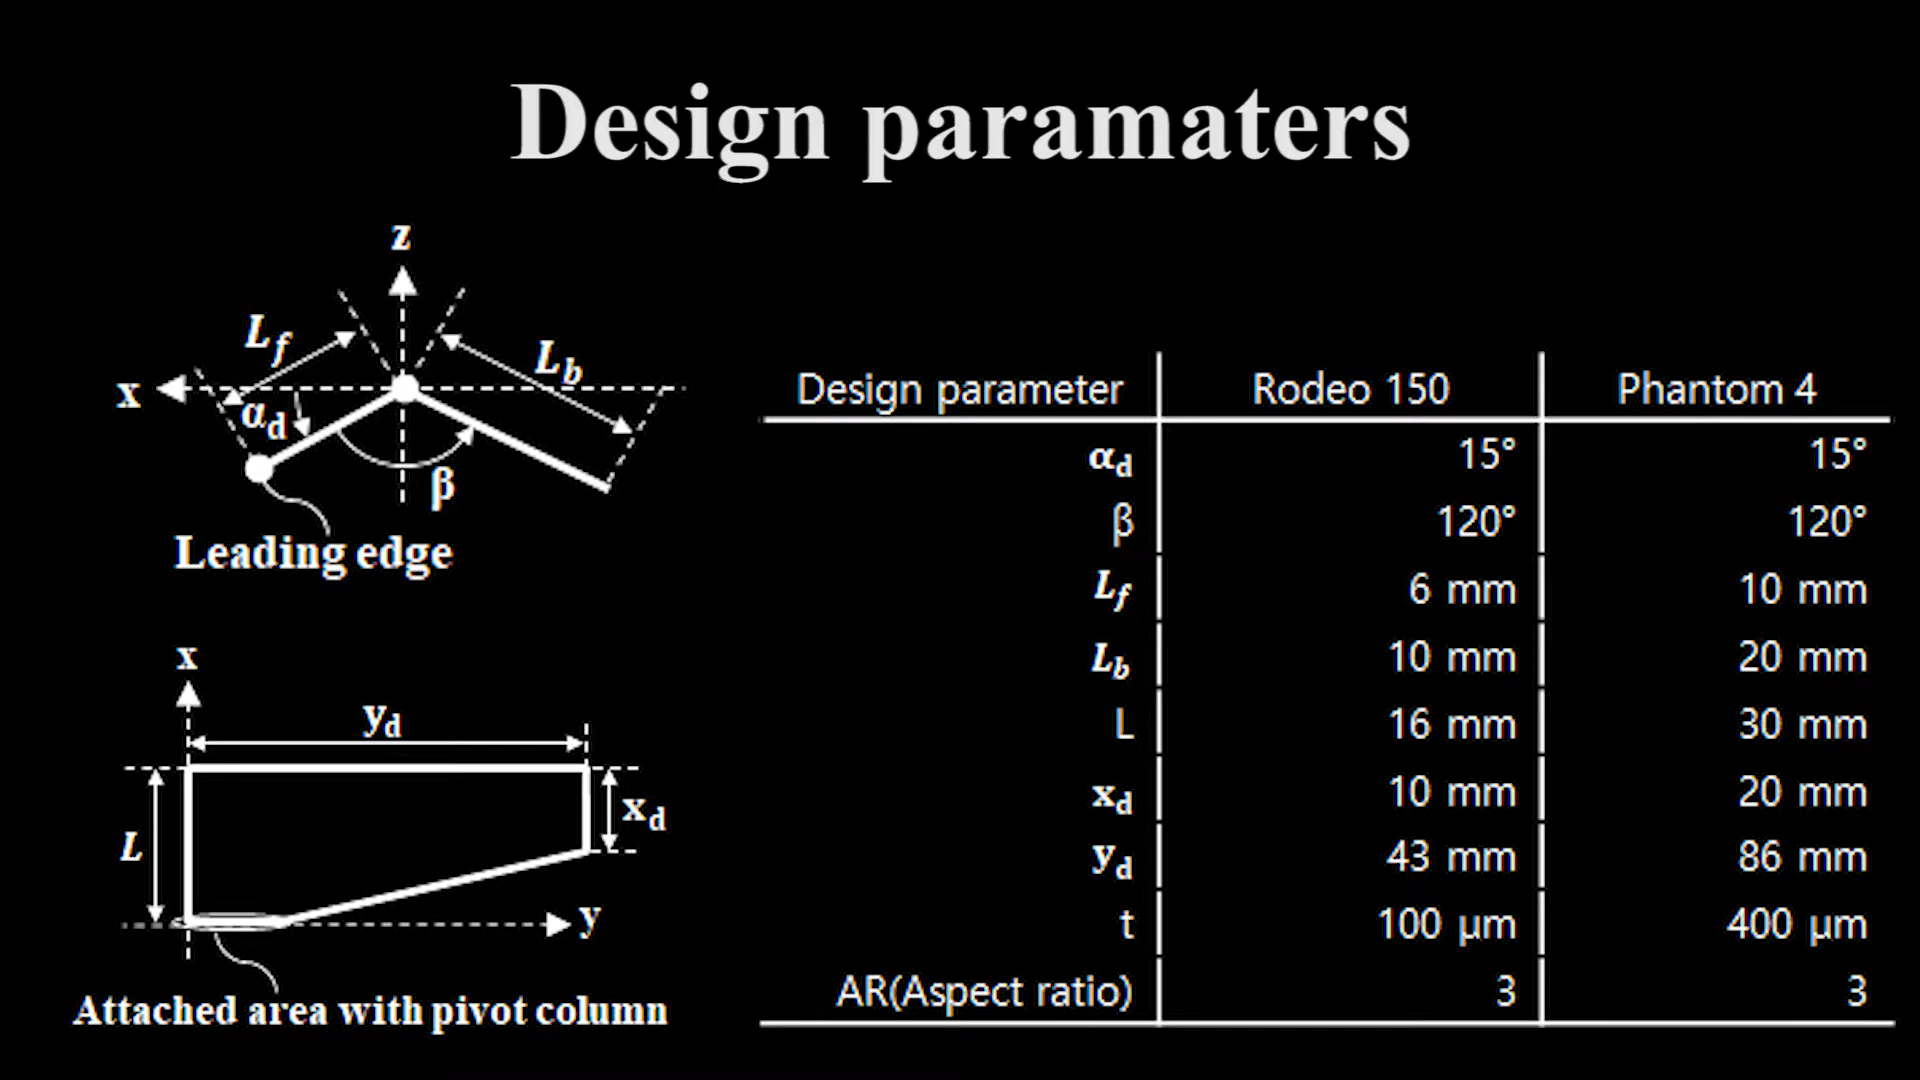 Design paramaters
z
x
L_f
L_b
α_d
β
Leading edge
x
y_d
L
x_d
y
Attached area with pivot column
Design parameter Rodeo 150 Phantom 4
α_d 15° 15°
β 120° 120°
L_f 6 mm 10 mm
L_b 10 mm 20 mm
L 16 mm 30 mm
x_d 10 mm 20 mm
y_d 43 mm 86 mm
t 100 μm 400 μm
AR(Aspect ratio) 3 3